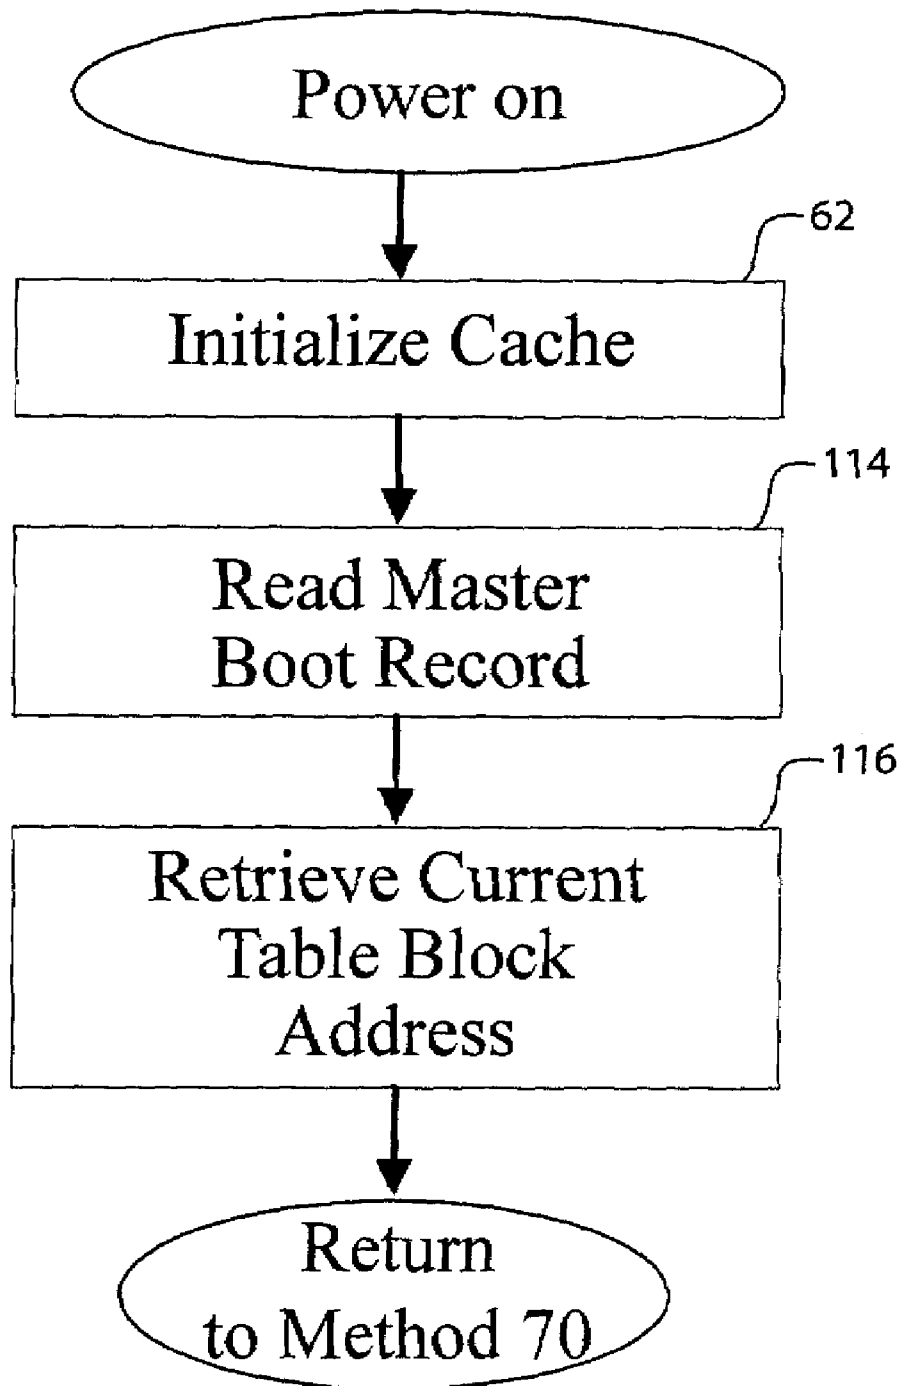 Power on
62
Initialize Cache
114
Read Master
Boot Record
116
Retrieve Current
Table Block
Address
Return
to Method 70